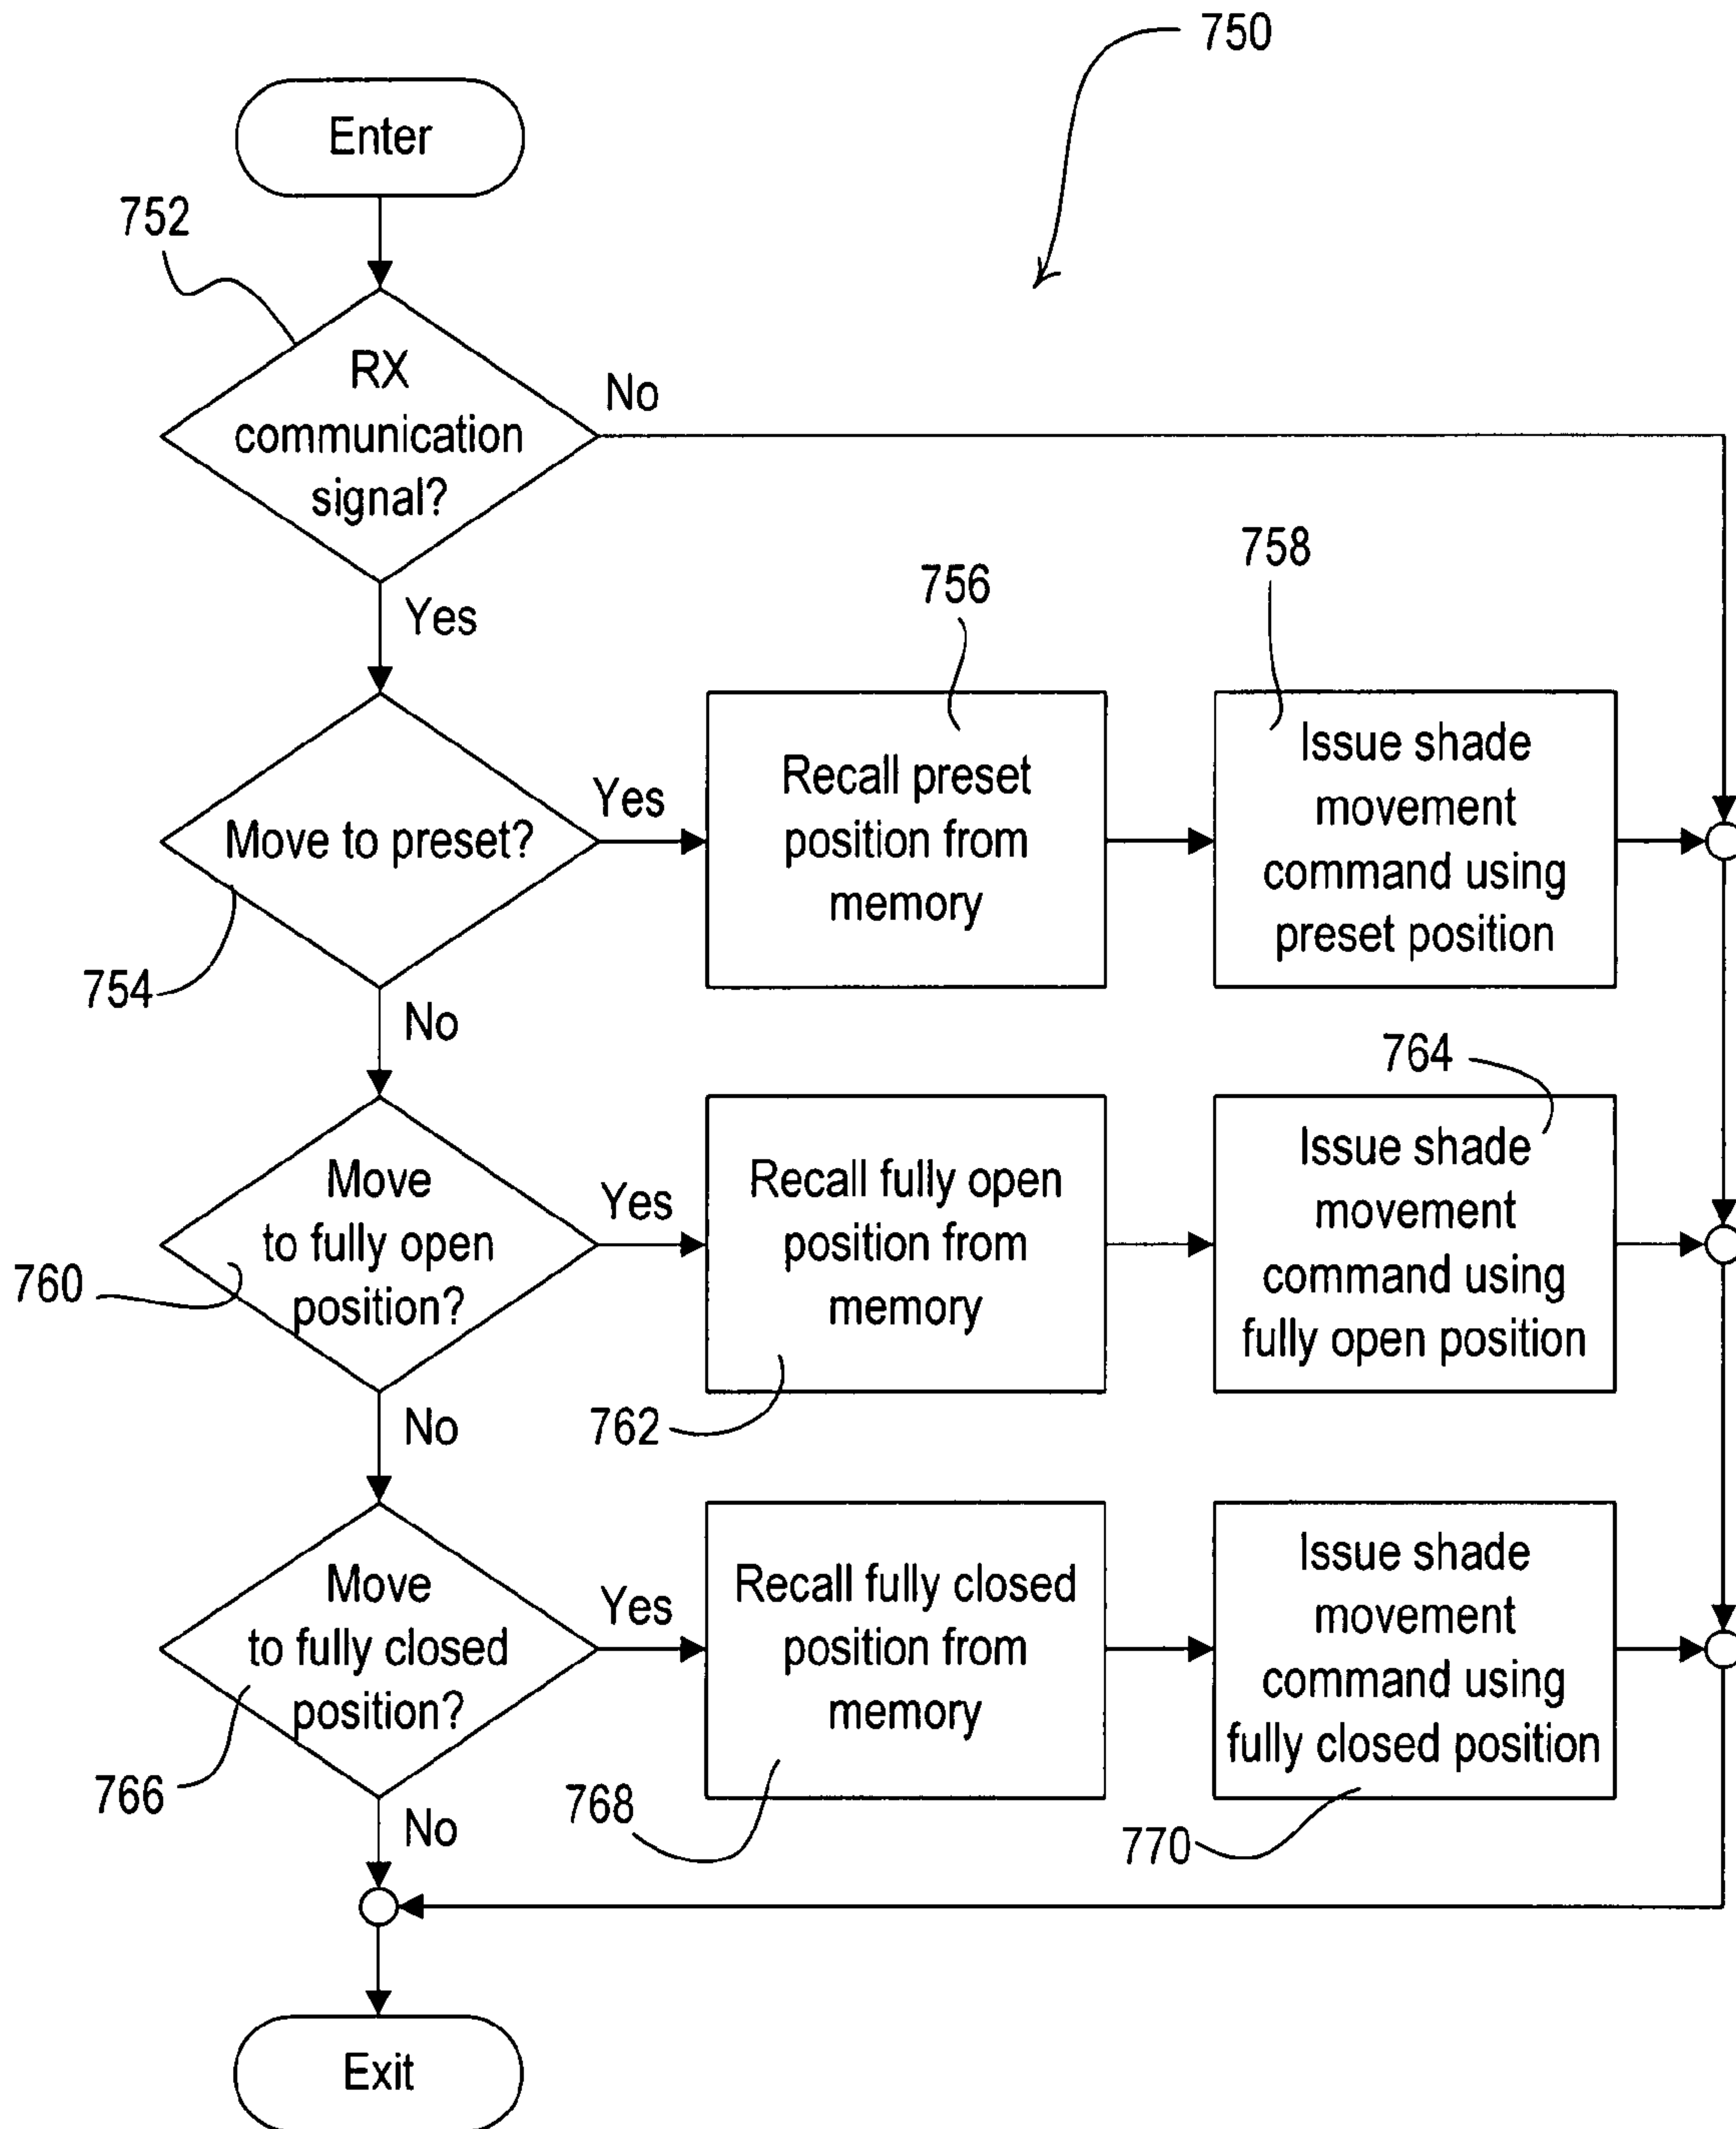 750
Enter
752
RX
communication
signal?
No
Yes
756
758
Move to preset?
Yes
Recall preset
position from
memory
Issue shade
movement
command using
preset position
754
No
764
Move
to fully open
position?
Yes
Recall fully open
position from
memory
Issue shade
movement
command using
fully open position
760
762
No
Move
to fully closed
position?
Yes
Recall fully closed
position from
memory
Issue shade
movement
command using
fully closed position
766
768
770
No
Exit